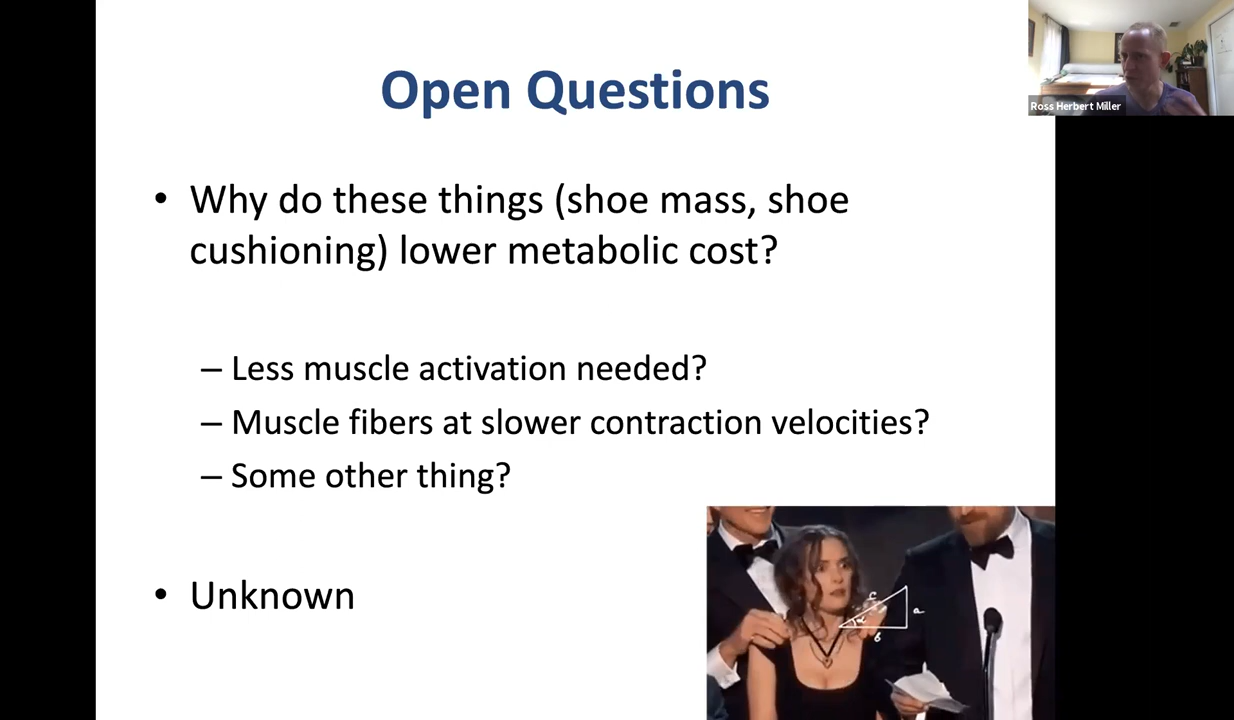 Open Questions
Ross Herbert Miller
• Why do these things (shoe mass, shoe
cushioning) lower metabolic cost?
– Less muscle activation needed?
– Muscle fibers at slower contraction velocities?
– Some other thing?
• Unknown
c
a
α
b